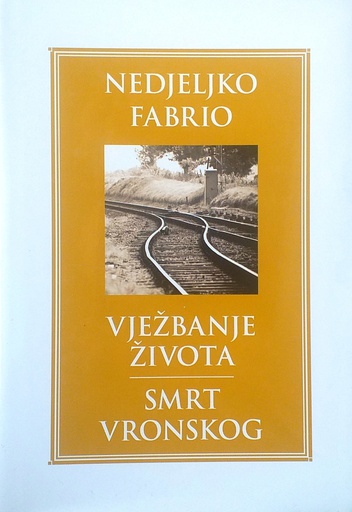 NEDJELJKO
FABRIO
VJEŽBANJE
ŽIVOTA
SMRT
VRONSKOG